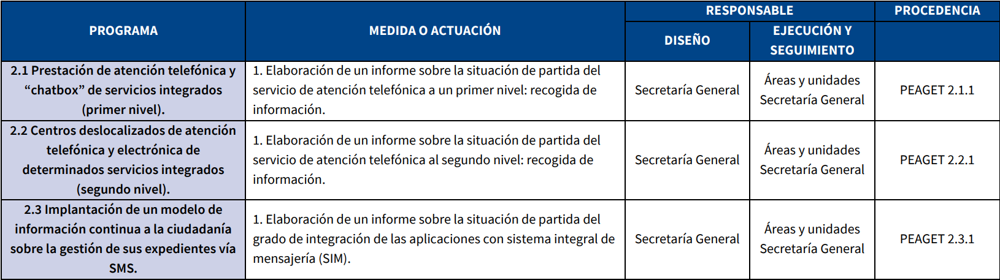 PROGRAMA
MEDIDA O ACTUACIÓN
RESPONSABLE
PROCEDENCIA
DISEÑO
EJECUCIÓN Y
SEGUIMIENTO
2.1 Prestación de atención telefónica y
“chatbox” de servicios integrados
(primer nivel).
1. Elaboración de un informe sobre la situación de partida del
servicio de atención telefónica a un primer nivel: recogida de
información.
Secretaría General
Áreas y unidades
Secretaría General
PEAGET 2.1.1
2.2 Centros deslocalizados de atención
telefónica y electrónica de
determinados servicios integrados
(segundo nivel).
1. Elaboración de un informe sobre la situación de partida del
servicio de atención telefónica al segundo nivel: recogida de
información.
Secretaría General
Áreas y unidades
Secretaría General
PEAGET 2.2.1
2.3 Implantación de un modelo de
información continua a la ciudadanía
sobre la gestión de sus expedientes vía
SMS.
1. Elaboración de un informe sobre la situación de partida del
grado de integración de las aplicaciones con sistema integral de
mensajería (SIM).
Secretaría General
Áreas y unidades
Secretaría General
PEAGET 2.3.1